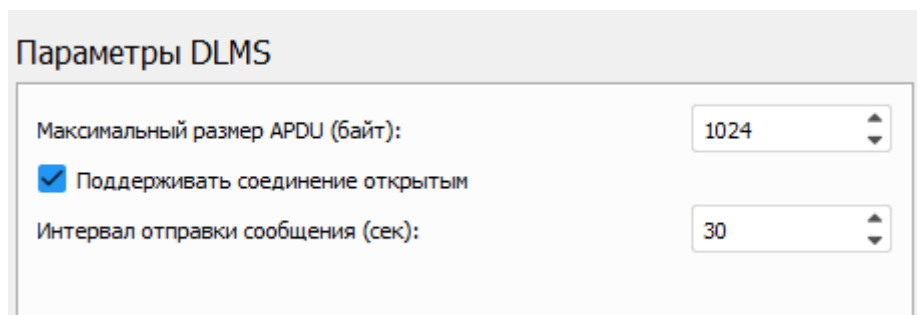 Параметры DLMS
Максимальный размер APDU (байт): 1024
Поддерживать соединение открытым
Интервал отправки сообщения (сек): 30